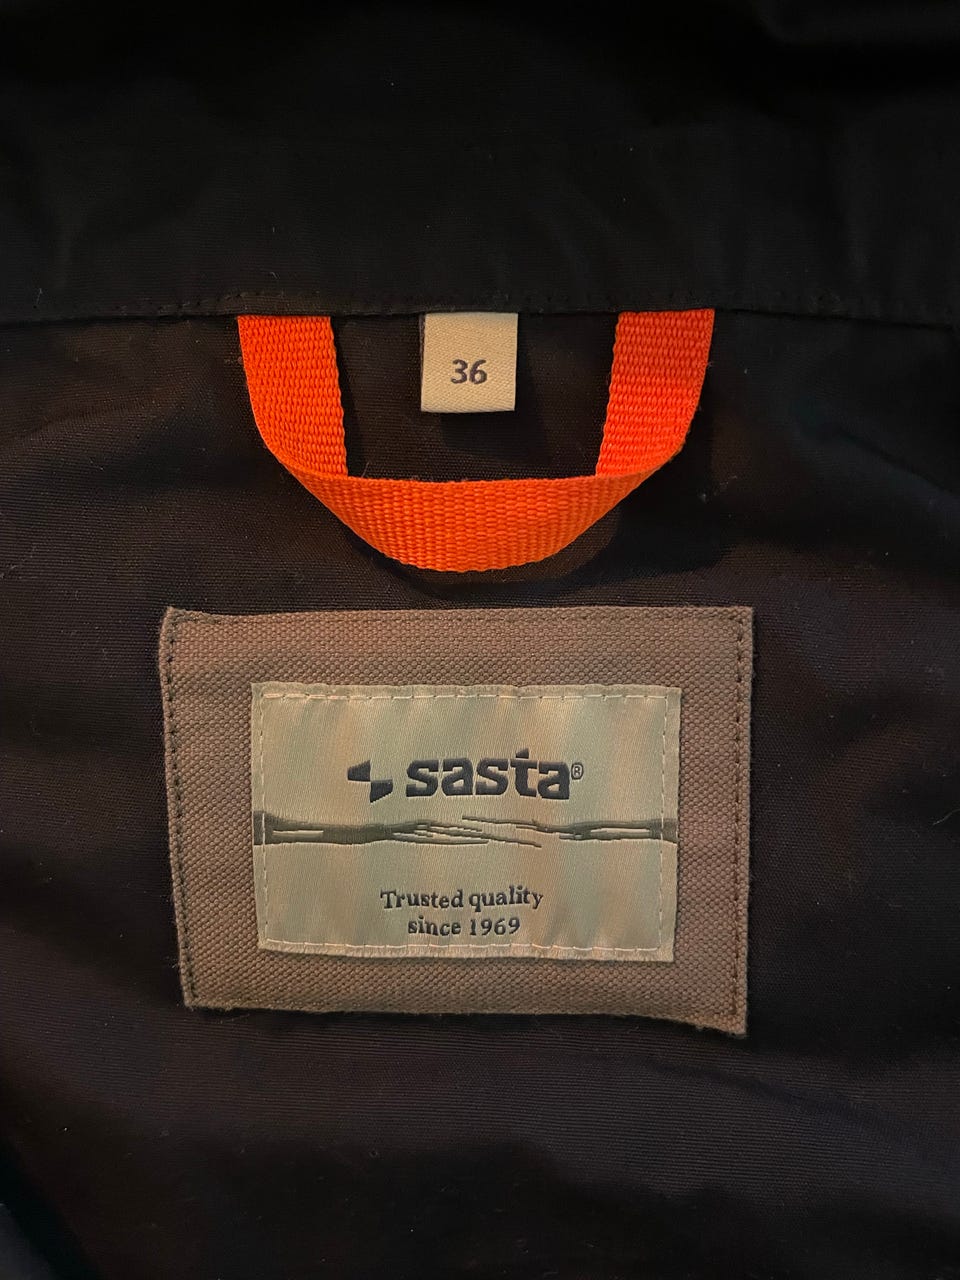 36
sasta®
Trusted quality
since 1969